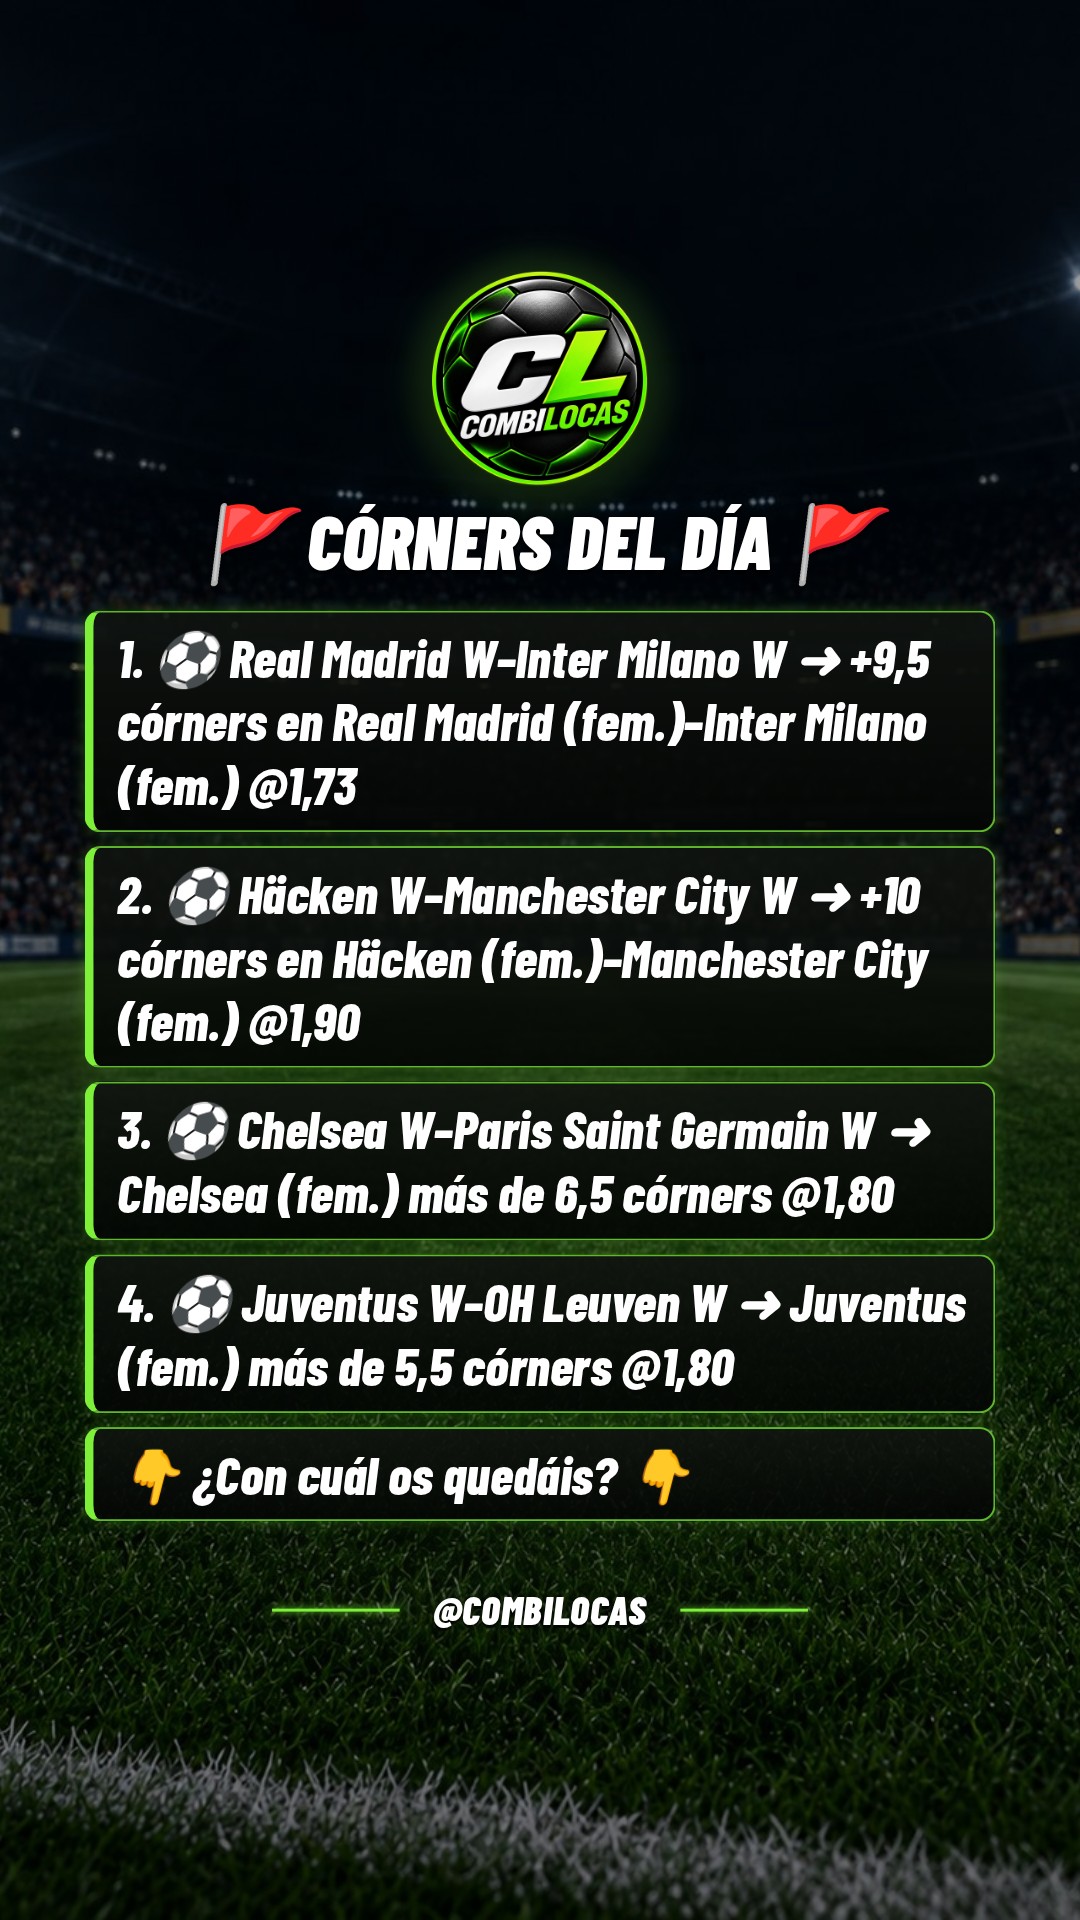 CL
COMBILOCAS
🚩 CÓRNERS DEL DÍA 🚩
1. ⚽ Real Madrid W-Inter Milano W ➜ +9,5
córners en Real Madrid (fem.)-Inter Milano
(fem.) @1,73
2. ⚽ Häcken W-Manchester City W ➜ +10
córners en Häcken (fem.)-Manchester City
(fem.) @1,90
3. ⚽ Chelsea W-Paris Saint Germain W ➜
Chelsea (fem.) más de 6,5 córners @1,80
4. ⚽ Juventus W-OH Leuven W ➜ Juventus
(fem.) más de 5,5 córners @1,80
👇 ¿Con cuál os quedáis? 👇
@COMBILOCAS